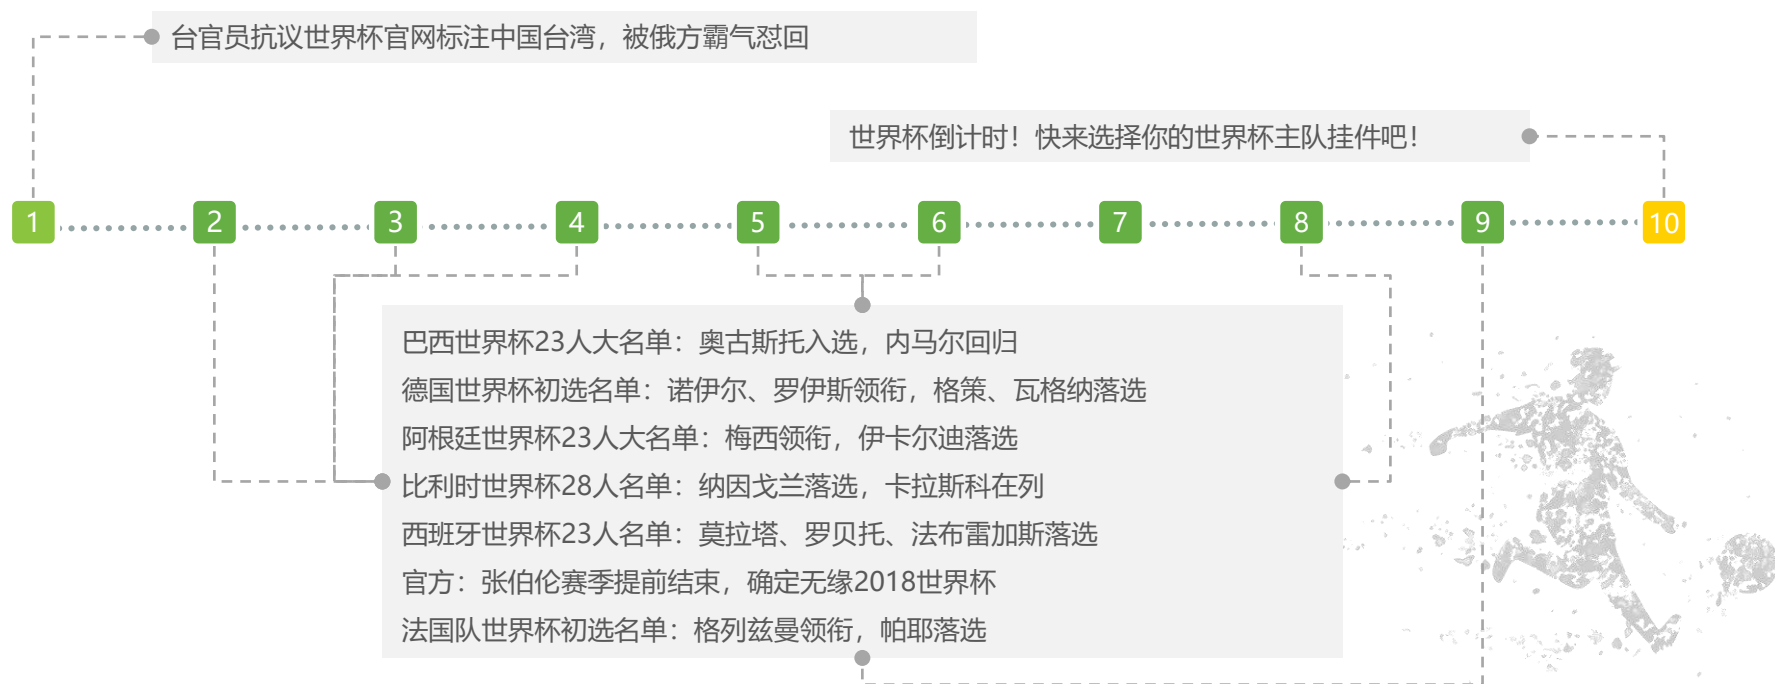 台官员抗议世界杯官网标注中国台湾，被俄方霸气怼回
世界杯倒计时！快来选择你的世界杯主队挂件吧！
1 2 3 4 5 6 7 8 9 10
巴西世界杯23人大名单：奥古斯托入选，内马尔回归
德国世界杯初选名单：诺伊尔、罗伊斯领衔，格策、瓦格纳落选
阿根廷世界杯23人大名单：梅西领衔，伊卡尔迪落选
比利时世界杯28人名单：纳因戈兰落选，卡拉斯科在列
西班牙世界杯23人名单：莫拉塔、罗贝托、法布雷加斯落选
官方：张伯伦赛季提前结束，确定无缘2018世界杯
法国队世界杯初选名单：格列兹曼领衔，帕耶落选